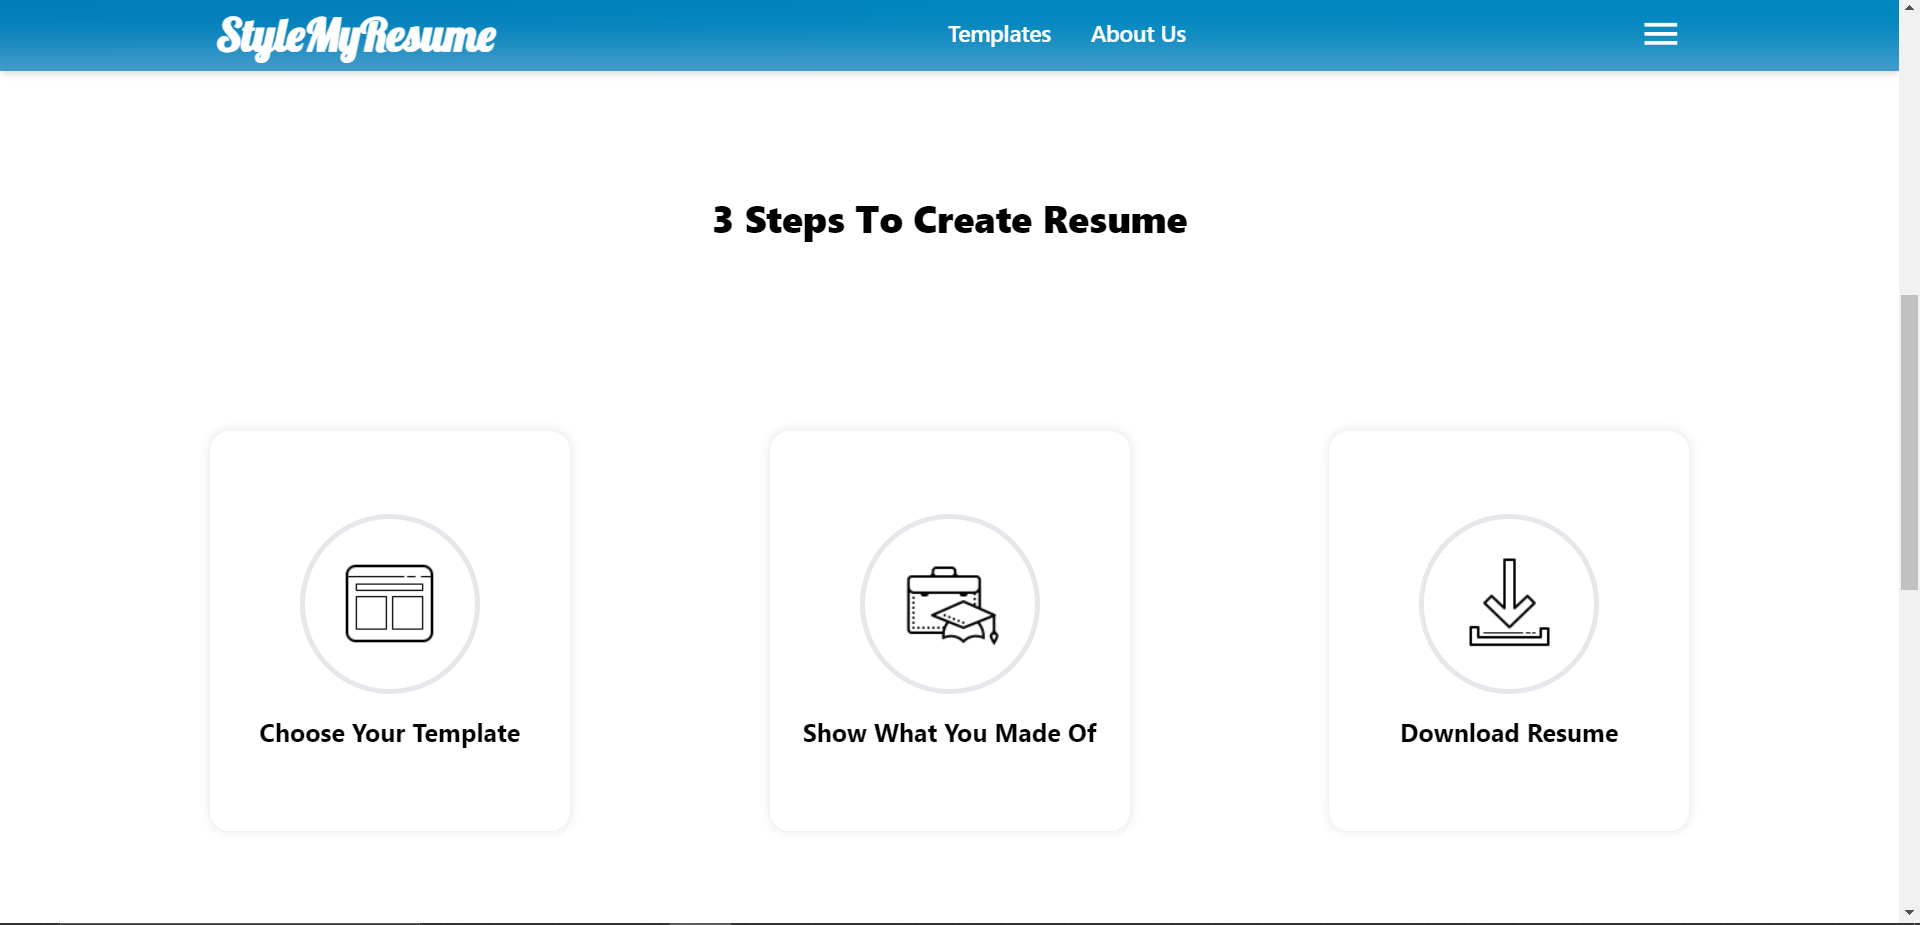 StyleMyResume
Templates
About Us
3 Steps To Create Resume
Choose Your Template
Show What You Made Of
Download Resume